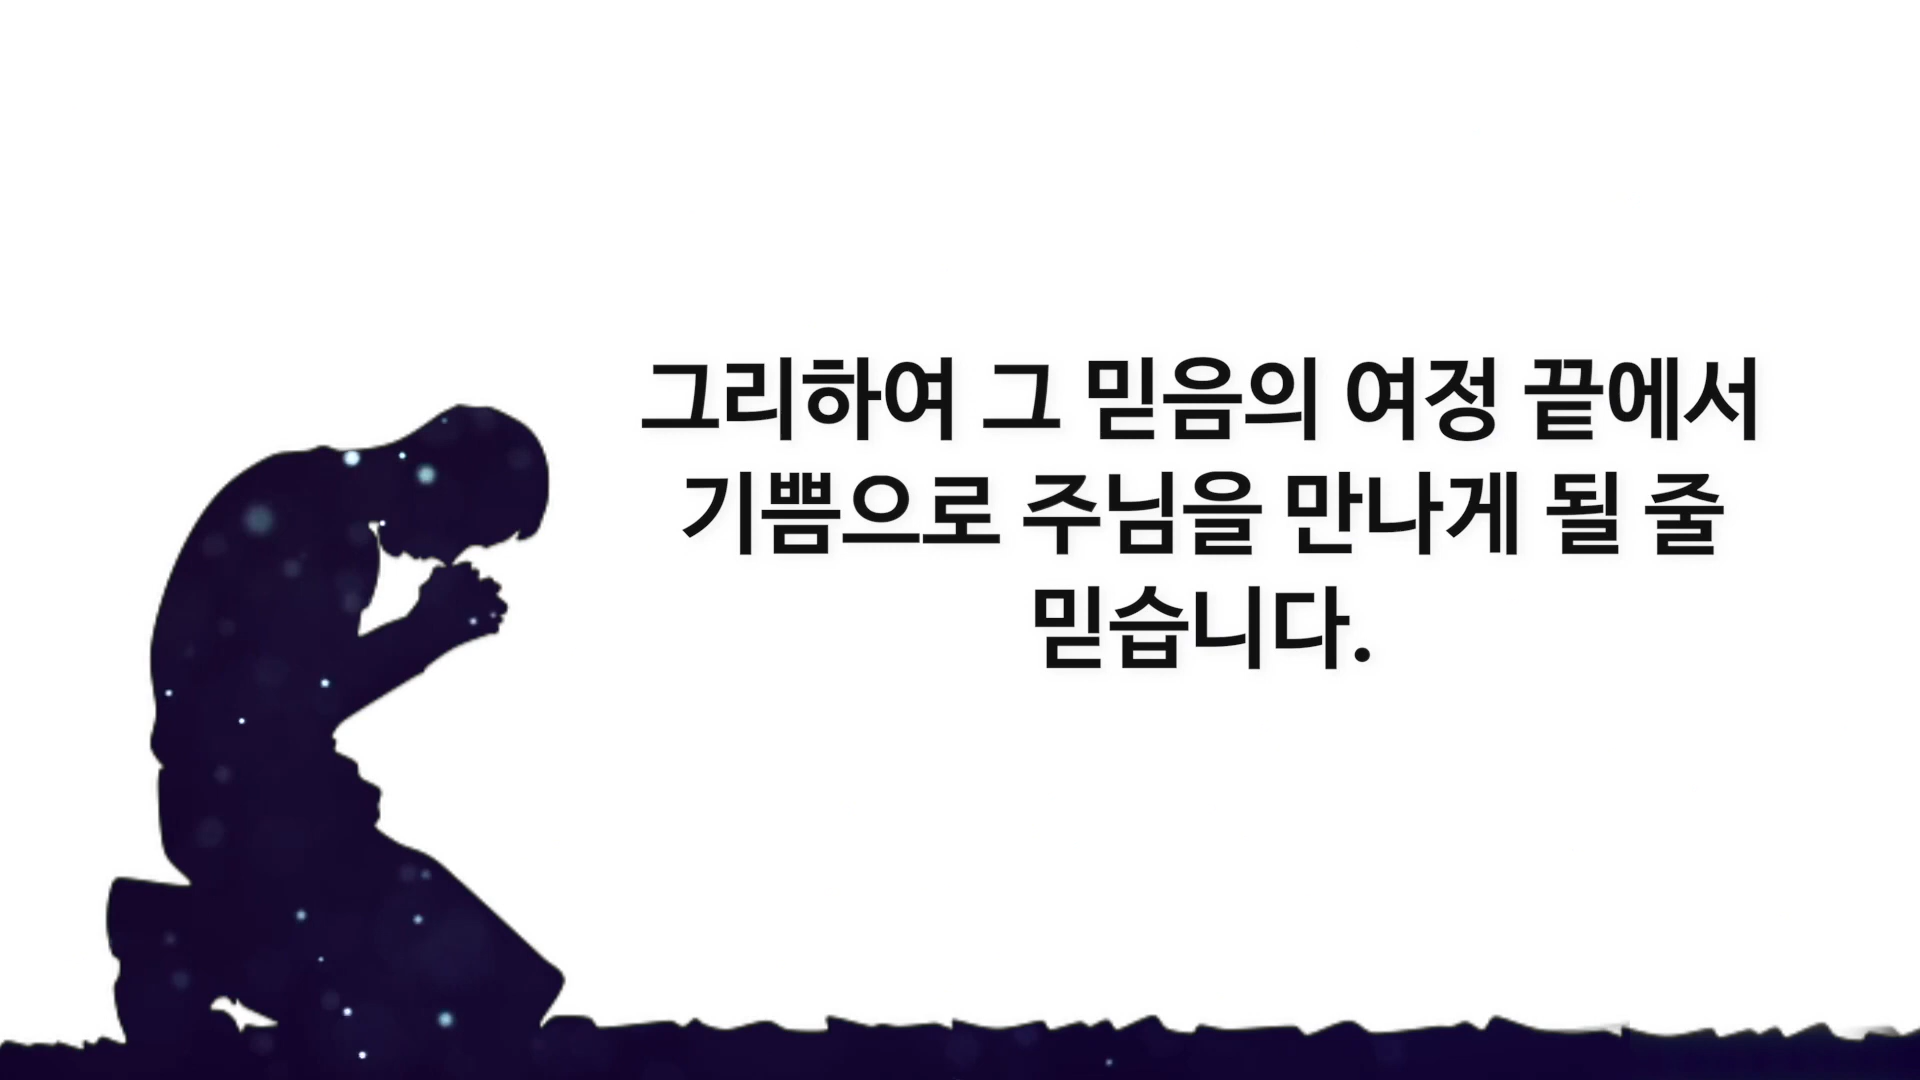 그리하여 그 믿음의 여정 끝에서
기쁨으로 주님을 만나게 될 줄
믿습니다.